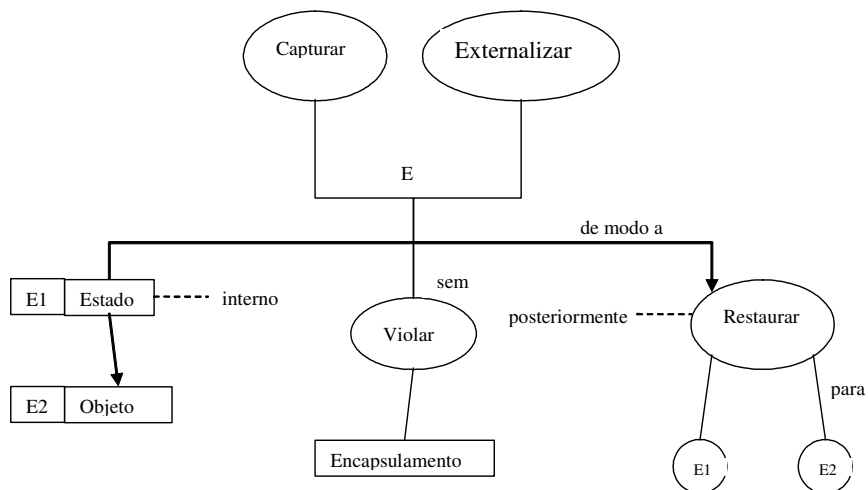 Capturar
Externalizar
E
de modo a
E1
Estado
interno
sem
Violar
posteriormente
Restaurar
E2
Objeto
para
Encapsulamento
E1
E2